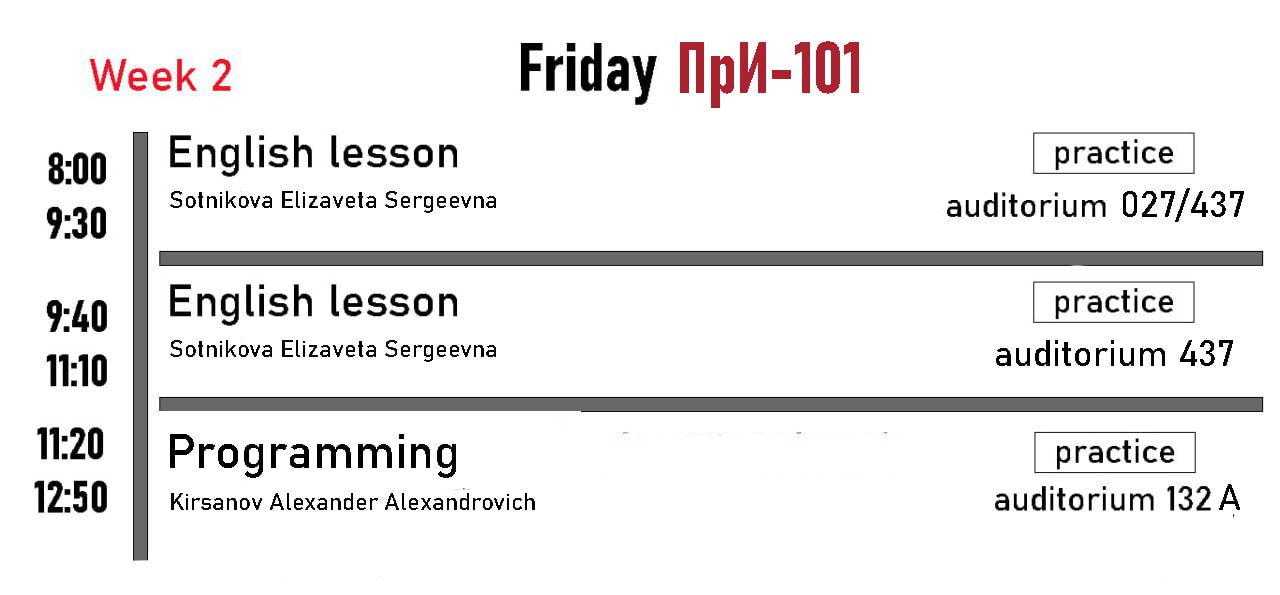 Week 2
Friday ПрИ-101
8:00
9:30
English lesson
Sotnikova Elizaveta Sergeevna
practice
auditorium 027/437
9:40
11:10
English lesson
Sotnikova Elizaveta Sergeevna
practice
auditorium 437
11:20
12:50
Programming
Kirsanov Alexander Alexandrovich
practice
auditorium 132 A